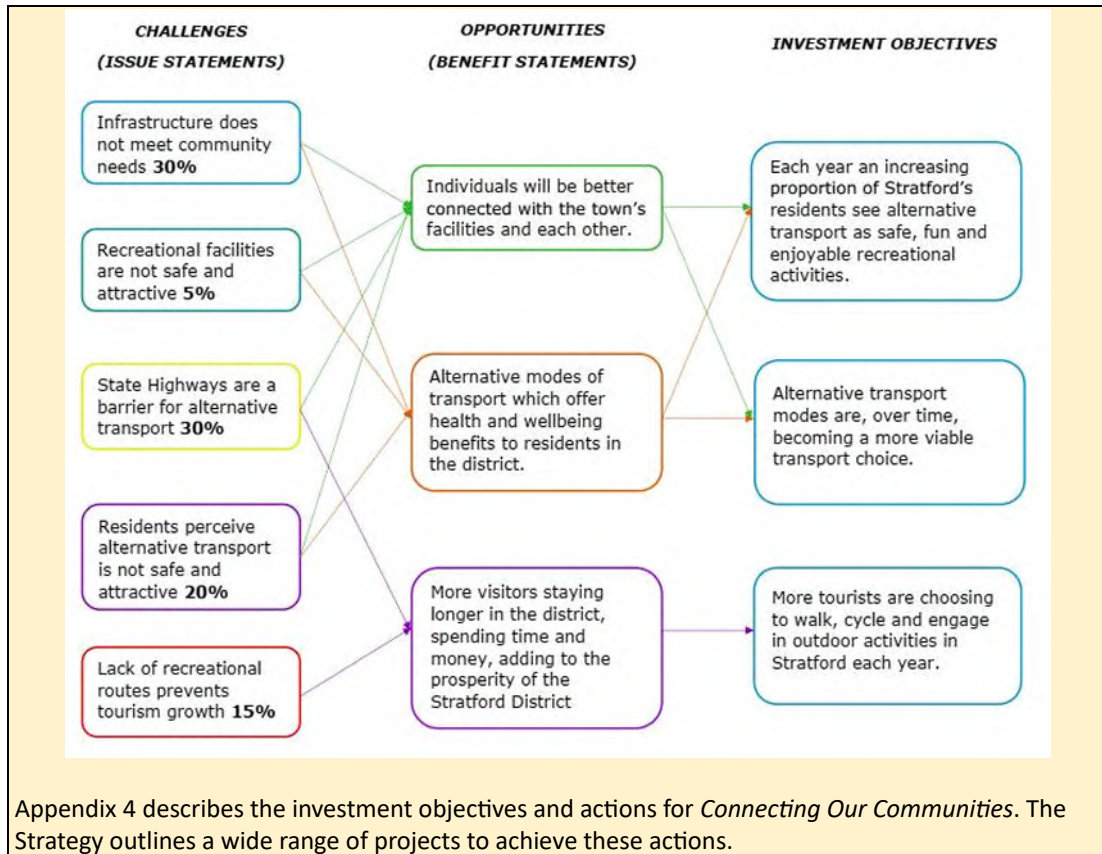 CHALLENGES
(ISSUE STATEMENTS)
Infrastructure does
not meet community
needs 30%
Recreational facilities
are not safe and
attractive 5%
State Highways are a
barrier for alternative
transport 30%
Residents perceive
alternative transport
is not safe and
attractive 20%
Lack of recreational
routes prevents
tourism growth 15%
OPPORTUNITIES
(BENEFIT STATEMENTS)
Individuals will be better
connected with the town's
facilities and each other.
Alternative modes of
transport which offer
health and wellbeing
benefits to residents in
the district.
More visitors staying
longer in the district,
spending time and
money, adding to the
prosperity of the
Stratford District
INVESTMENT OBJECTIVES
Each year an increasing
proportion of Stratford's
residents see alternative
transport as safe, fun and
enjoyable recreational
activities.
Alternative transport
modes are, over time,
becoming a more viable
transport choice.
More tourists are choosing
to walk, cycle and engage
in outdoor activities in
Stratford each year.
Appendix 4 describes the investment objectives and actions for Connecting Our Communities. The
Strategy outlines a wide range of projects to achieve these actions.